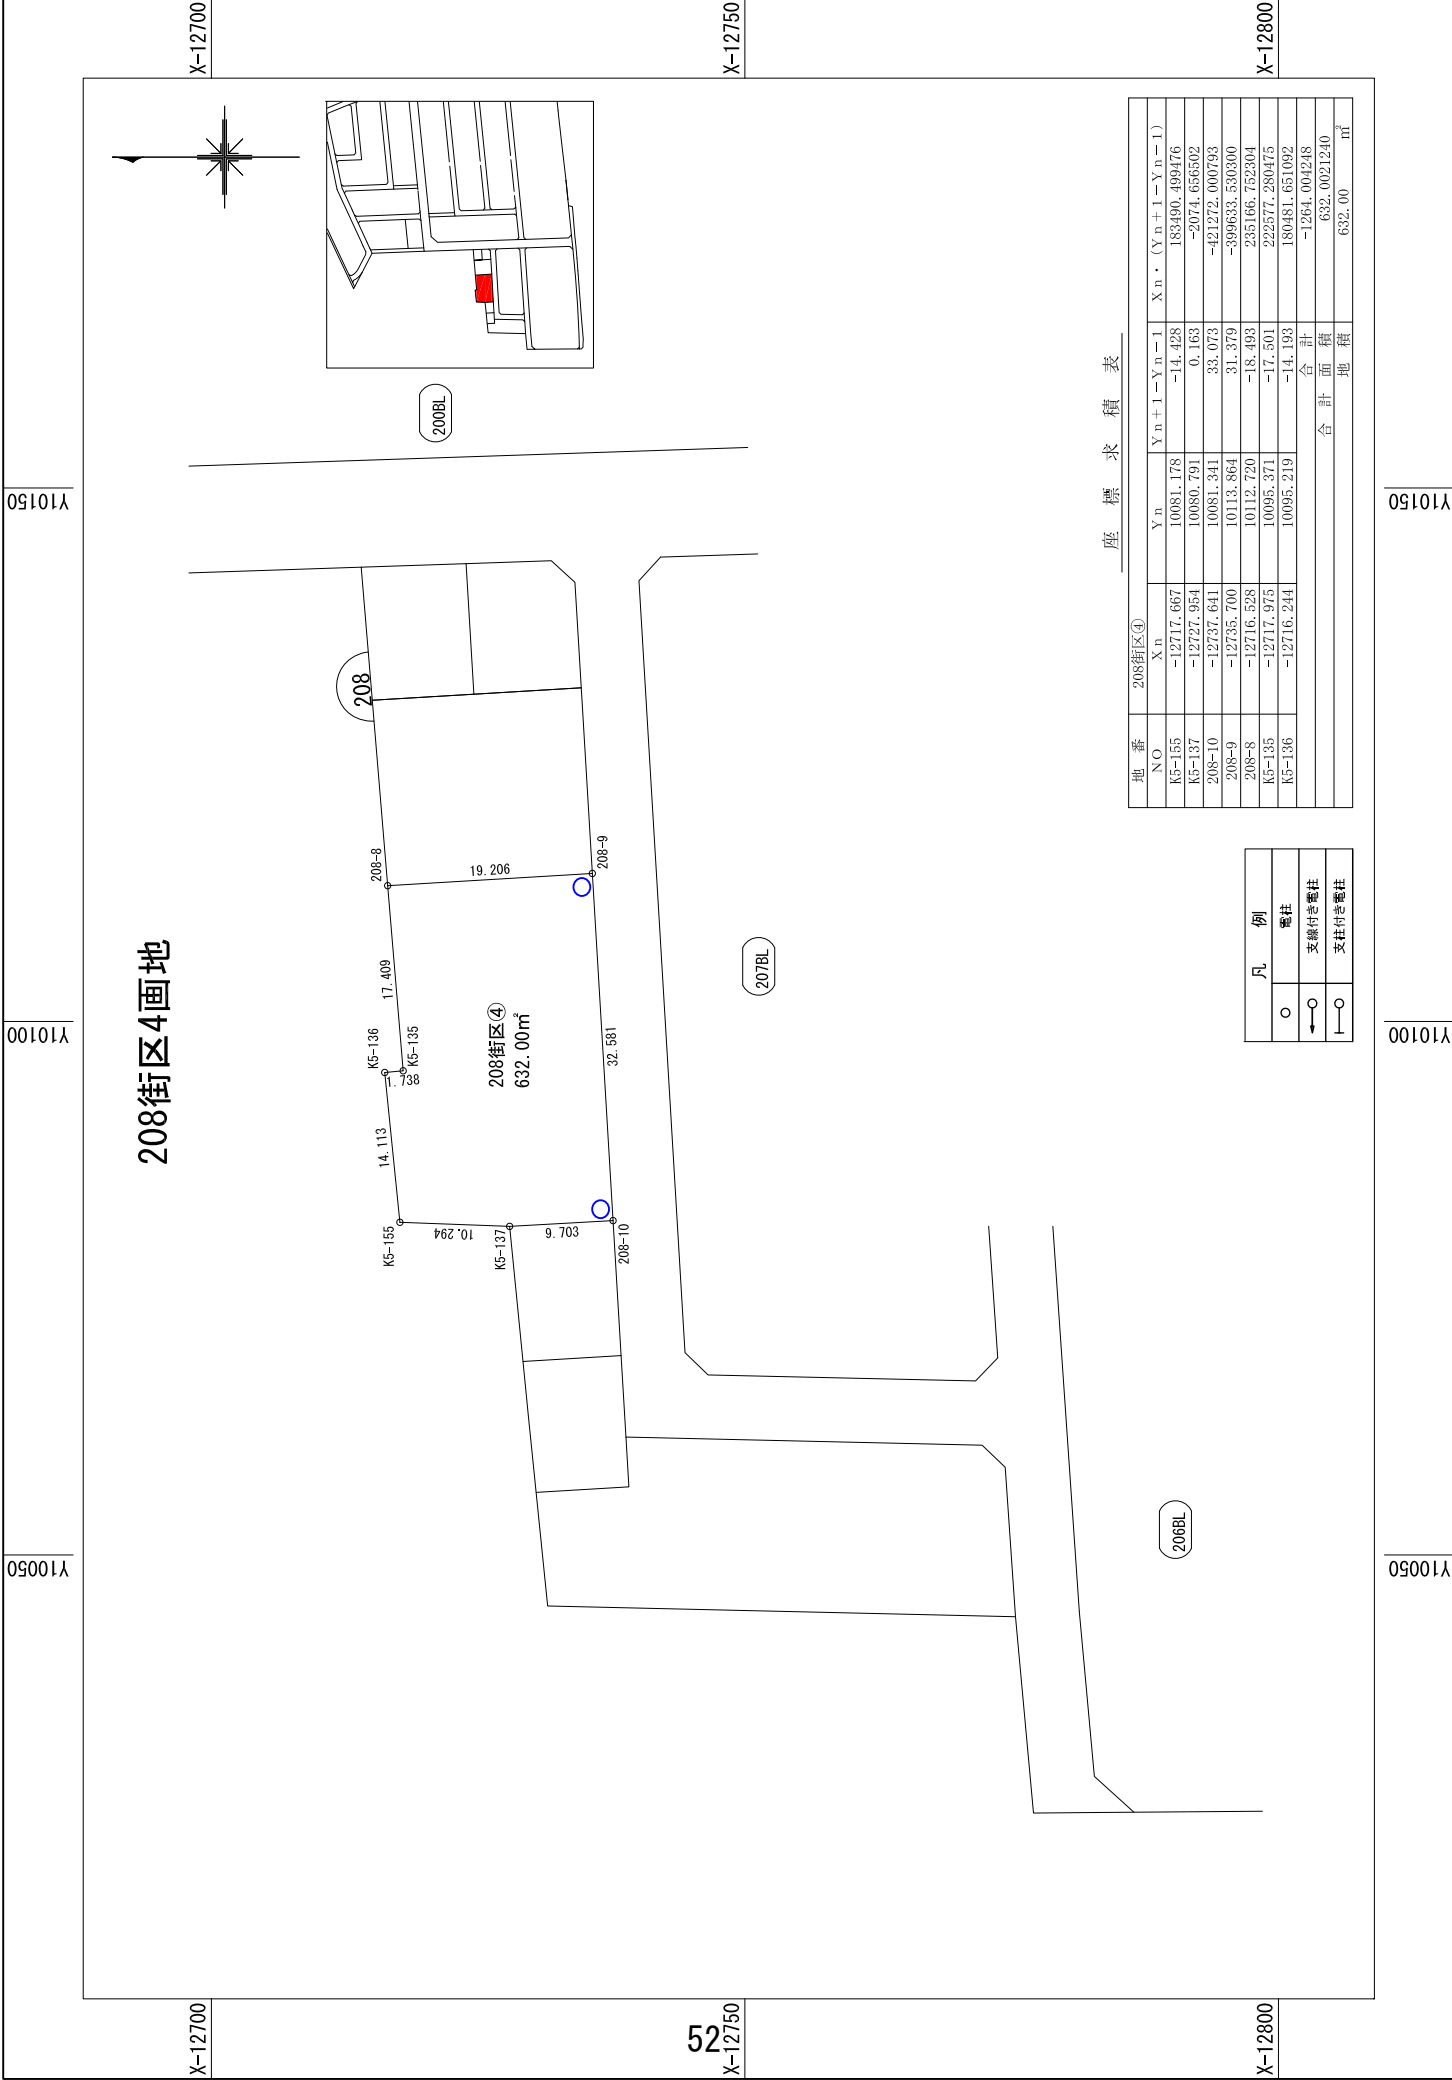 208街区4画地
X-12700
X-12750
X-12800
Y10150
Y10100
Y10050
Y10150
Y10100
Y10050
X-12700
X-12750
X-12800
200BL
208
207BL
206BL
208-8
208-9
19.206
17.409
K5-136
K5-135
1.738
14.113
208街区④
632.00㎡
32.581
K5-155
10.294
K5-137
9.703
208-10
座標求積表
地番 208街区④
NO Xn Yn Yn+1-Yn-1 Xn・(Yn+1-Yn-1)
K5-155 -12717.667 10081.178 -14.428 183490.499476
K5-137 -12727.954 10080.791 0.163 -2074.656502
208-10 -12737.641 10081.341 33.073 -421272.000793
208-9 -12735.700 10113.864 31.379 -399633.530300
208-8 -12716.528 10112.720 -18.493 235166.752304
K5-135 -12717.975 10095.371 -17.501 222577.280475
K5-136 -12716.244 10095.219 -14.193 180481.651092
合計 -1264.004248
合計面積 632.0021240
地積 632.00 ㎡
凡例
電柱
支線付き電柱
支柱付き電柱
52